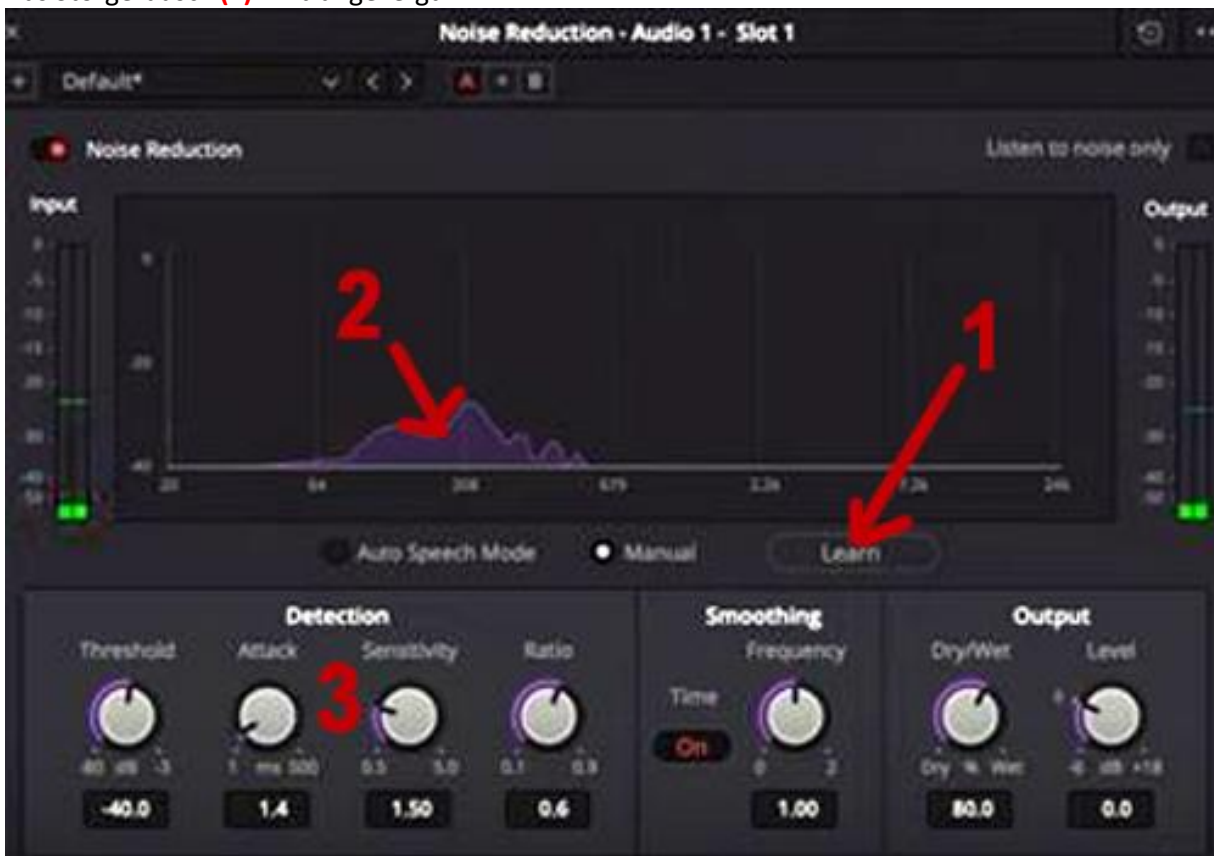 Noise Reduction - Audio 1 - Slot 1
Default*
A
B
Noise Reduction
Listen to noise only
Input
Output
2
1
0
-20
-40
20
64
208
679
2.2k
7.2k
24k
Auto Speech Mode
Manual
Learn
Detection
Smoothing
Output
Threshold
Attack
Sensitivity
Ratio
Frequency
Dry/Wet
Level
3
Time
On
-80 dB -3
1 ms 500
0.5 5.0
0.1 0.9
0 2
Dry % Wet
dB +18
-40.0
1.4
1.50
0.6
1.00
80.0
0.0